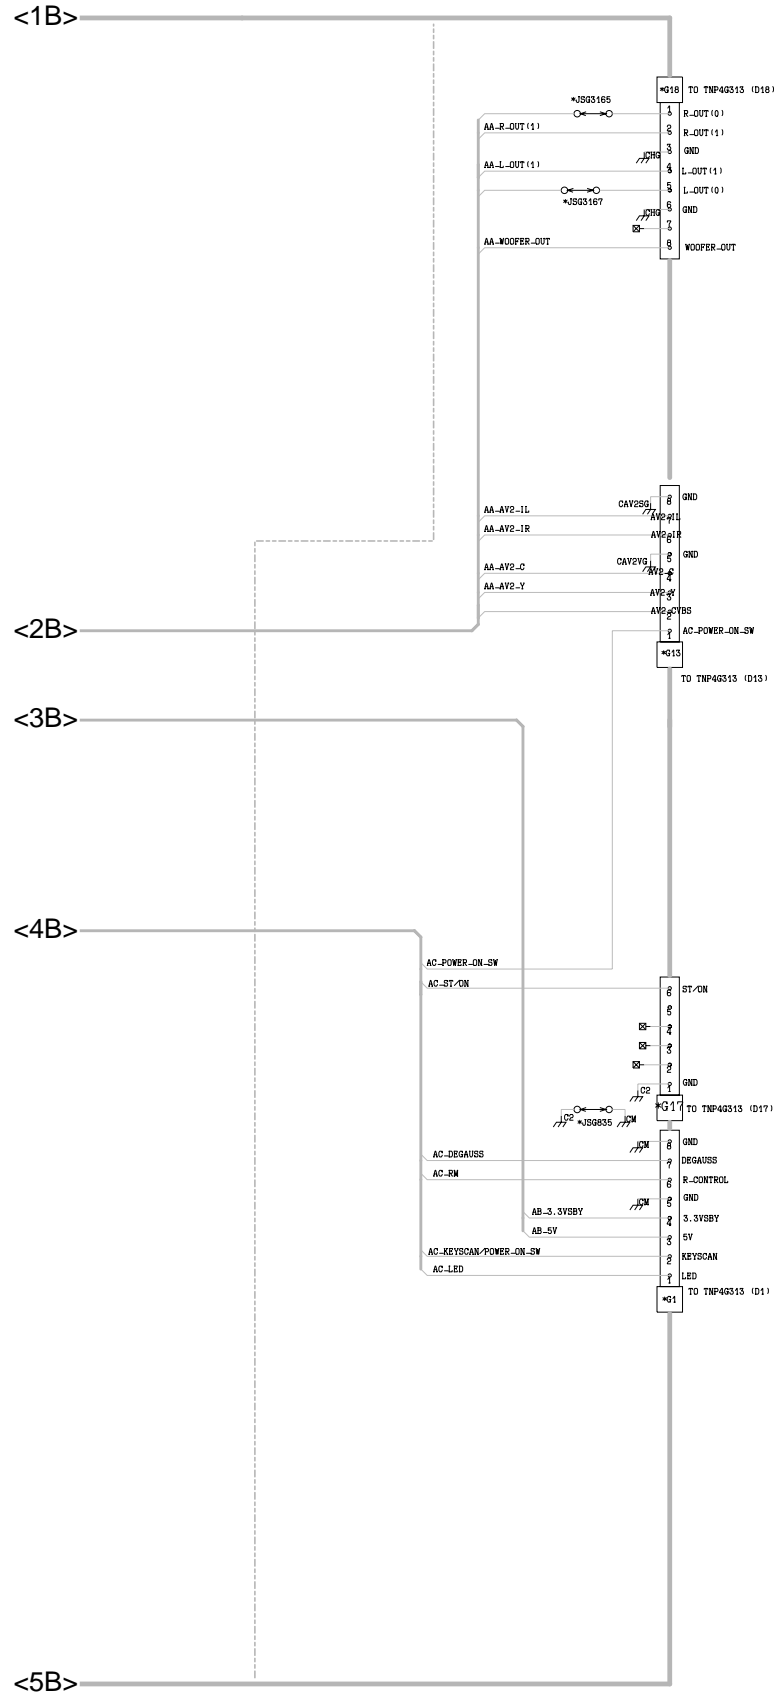 <1B>
*G18 TO TNP4G313 (D18)
*JSG3165
1 R-OUT(0)
AA-R-OUT(1) 2 R-OUT(1)
3 GND
CHG
AA-L-OUT(1) 4 L-OUT(1)
5 L-OUT(0)
*JSG3167
6 GND
CHG
7
AA-WOOFER-OUT 8 WOOFER-OUT
CAV2SG 8 GND
AA-AV2-IL AV2-IL 7
AA-AV2-IR AV2-IR 6
CAV2VG 5 GND
AA-AV2-C AV2-C 4
AA-AV2-Y AV2-Y 3
AV2-CVBS 2
<2B>
1 AC-POWER-ON-SW
*G13
TO TNP4G313 (D13)
<3B>
<4B>
AC-POWER-ON-SW
AC-ST/ON 6 ST/ON
5
4
3
2
C2 1 GND
*G17 TO TNP4G313 (D17)
C2 *JSG835 CM
CM 8 GND
AC-DEGAUSS 7 DEGAUSS
AC-RM 6 R-CONTROL
CM 5 GND
AB-3.3VSBY 4 3.3VSBY
AB-5V 3 5V
AC-KEYSCAN/POWER-ON-SW 2 KEYSCAN
AC-LED 1 LED
*G1 TO TNP4G313 (D1)
<5B>